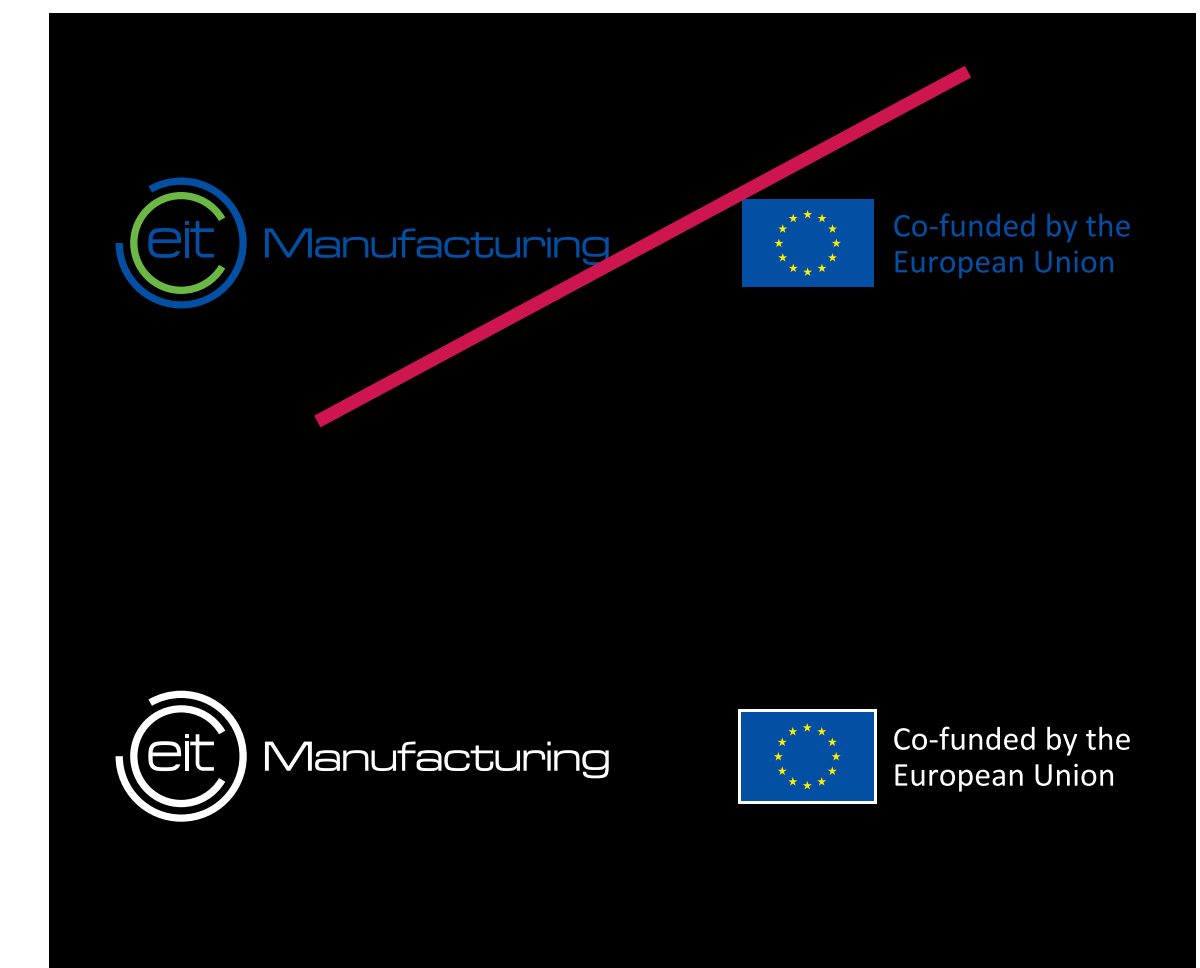 eit Manufacturing
Co-funded by the
European Union
eit Manufacturing
Co-funded by the
European Union